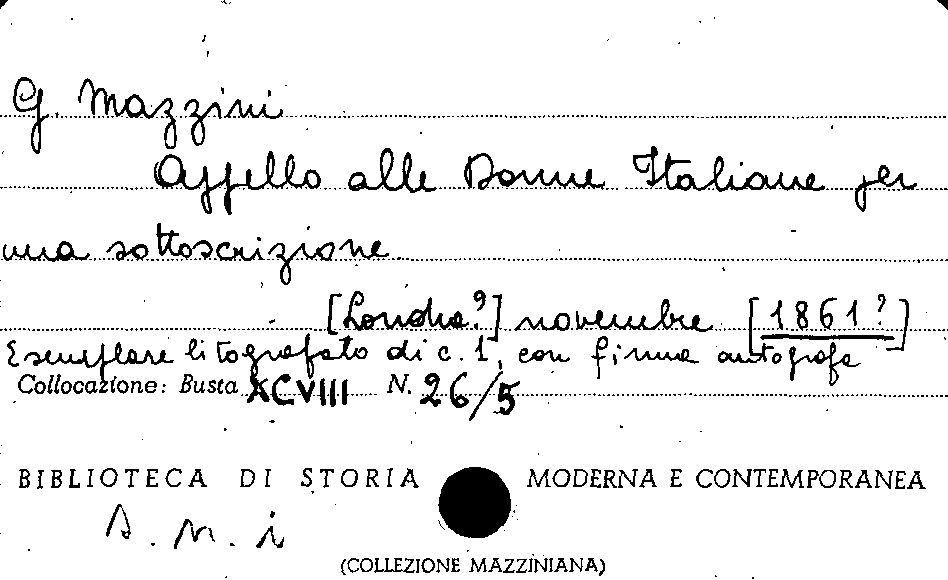 G. Mazzini
Appello alle Donne Italiane per
una sottoscrizione
[Londra?] novembre [1861?]
Esemplare litografato di c. 1, con firma autografa
Collocazione: Busta XCVIII N. 26/5
BIBLIOTECA DI STORIA MODERNA E CONTEMPORANEA
s. n. i
(COLLEZIONE MAZZINIANA)